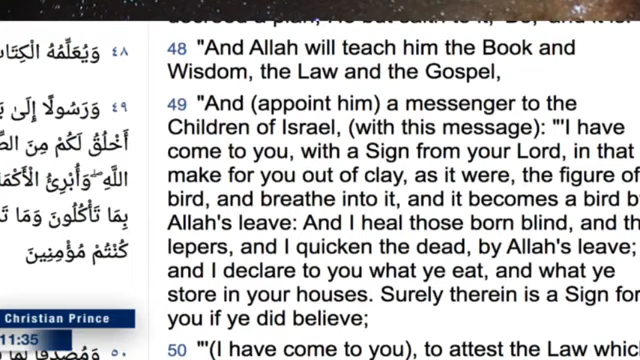 48 "And Allah will teach him the Book and
Wisdom, the Law and the Gospel,
49 "And (appoint him) a messenger to the
Children of Israel, (with this message): "'I have
come to you, with a Sign from your Lord, in that
make for you out of clay, as it were, the figure of
bird, and breathe into it, and it becomes a bird by
Allah's leave: And I heal those born blind, and the
lepers, and I quicken the dead, by Allah's leave;
and I declare to you what ye eat, and what ye
store in your houses. Surely therein is a Sign for
you if ye did believe;
50 "'(I have come to you), to attest the Law which
٤٨ وَيُعَلِّمُهُ الْكِتَابَ
٤٩ وَرَسُولًا إِلَىٰ
أَخْلُقُ لَكُم مِّنَ
اللَّهِ ۖ وَأُبْرِئُ الْأَكْمَهَ
بِمَا تَأْكُلُونَ وَمَا
كُنتُم مُّؤْمِنِينَ
٥٠
Christian Prince
11:35